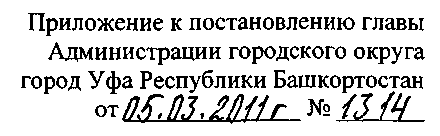 Приложение к постановлению главы
Администрации городского округа
город Уфа Республики Башкортостан
от 05.03.2011г № 1314